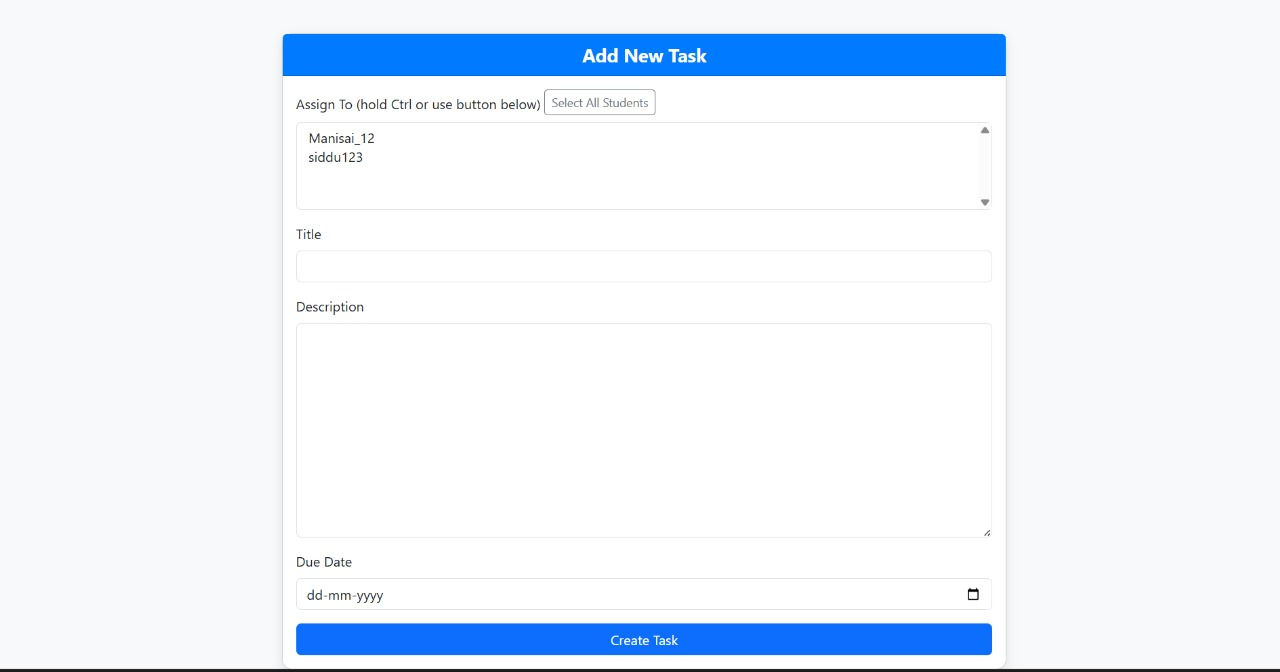 Add New Task
Assign To (hold Ctrl or use button below) Select All Students
Manisai_12
siddu123
Title
Description
Due Date
dd-mm-yyyy
Create Task